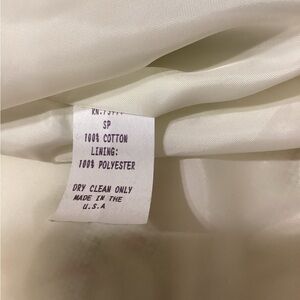 SP
100% COTTON
LINING:
100% POLYESTER
DRY CLEAN ONLY
MADE IN THE
U.S.A